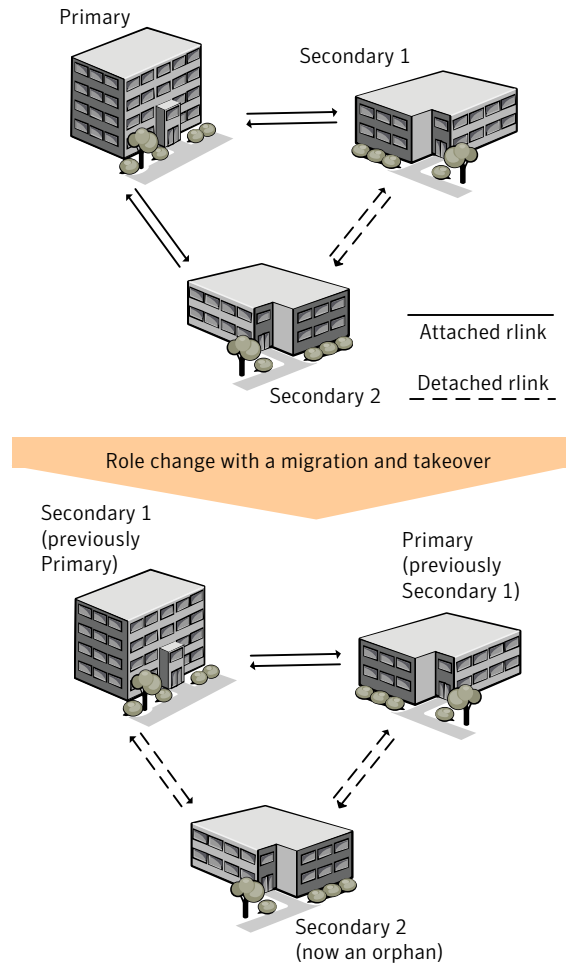 Primary
Secondary 1
Secondary 2
Attached rlink
Detached rlink
Role change with a migration and takeover
Secondary 1
(previously
Primary)
Primary
(previously
Secondary 1)
Secondary 2
(now an orphan)